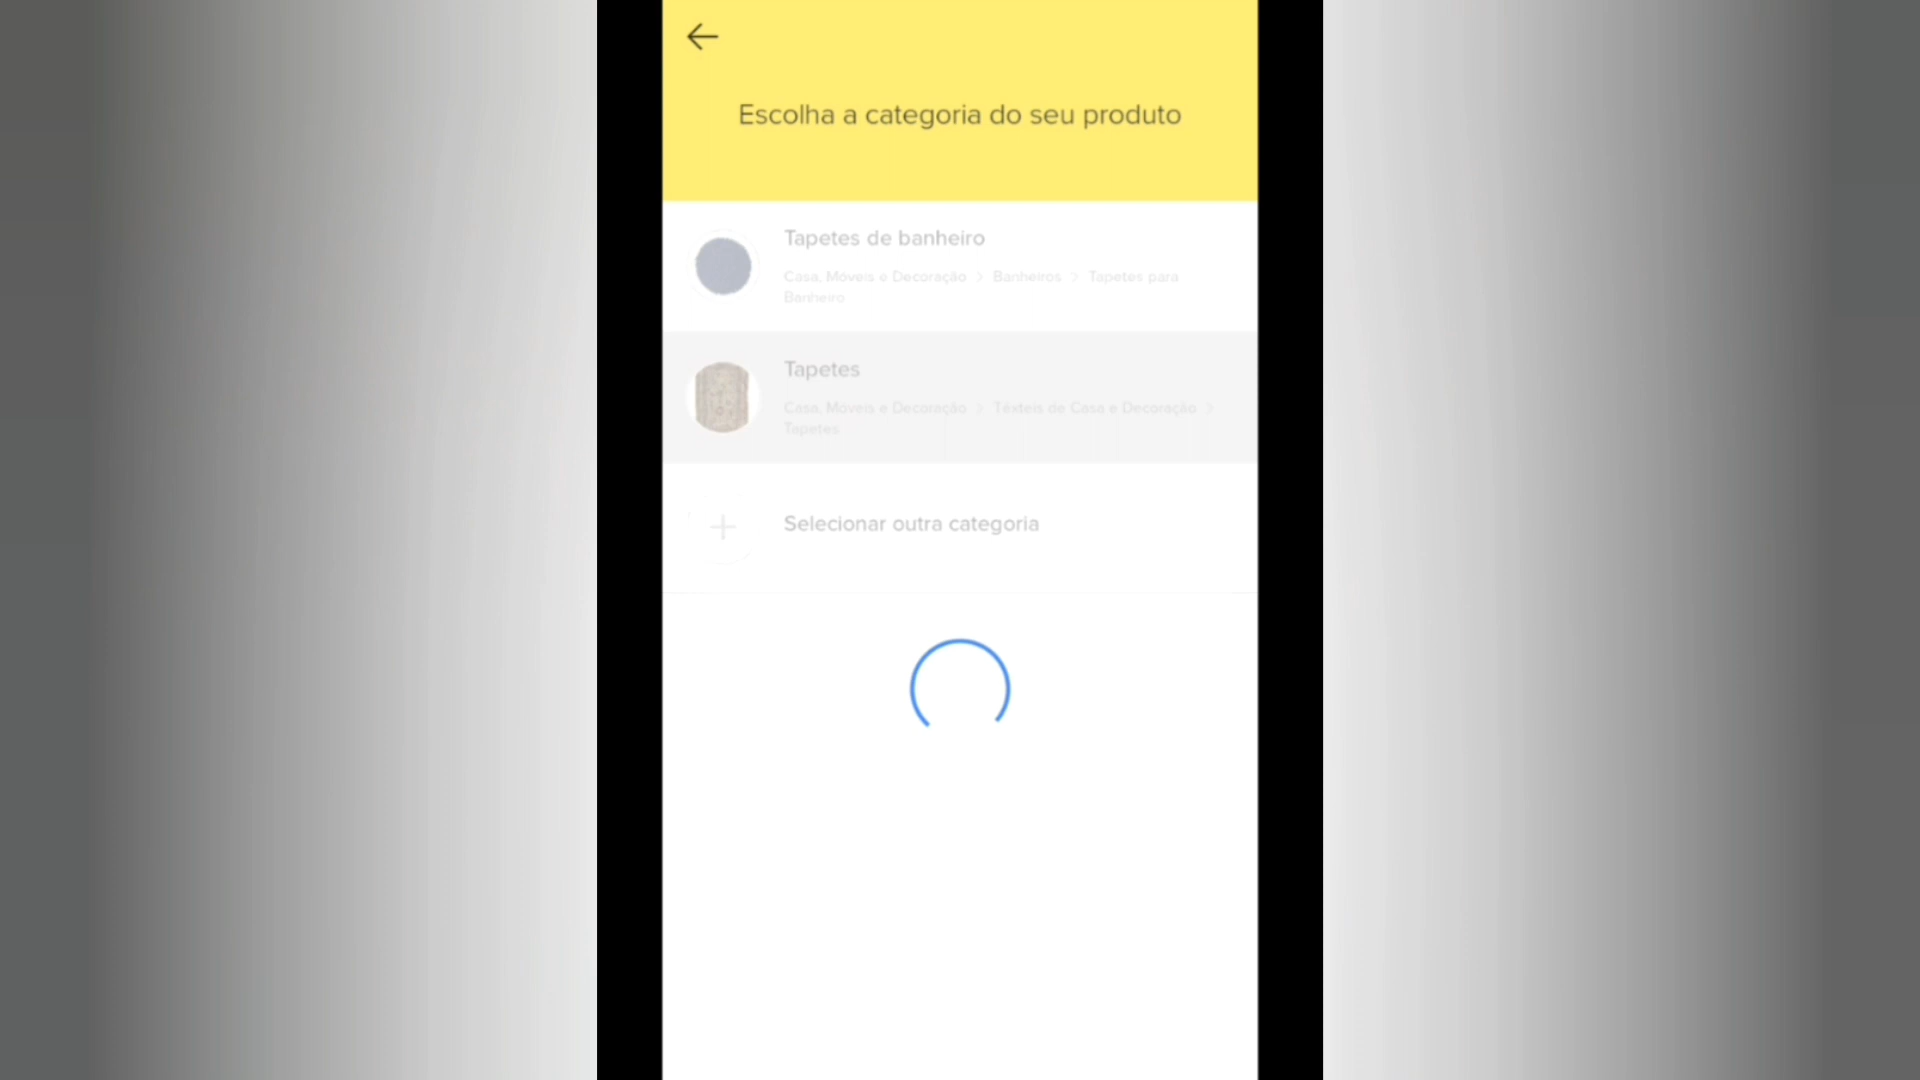 Escolha a categoria do seu produto
Tapetes de banheiro
Casa, Móveis e Decoração > Banheiros > Tapetes para
Banheiro
Tapetes
Casa, Móveis e Decoração > Têxteis de Casa e Decoração >
Tapetes
Selecionar outra categoria